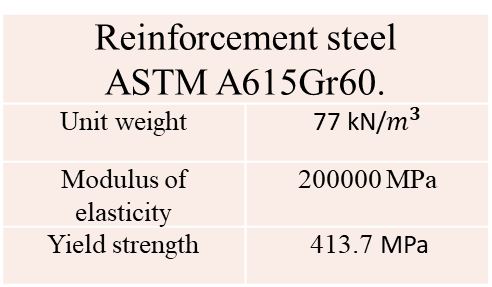 Reinforcement steel
ASTM A615Gr60.
Unit weight
77 kN/m³
Modulus of
elasticity
200000 MPa
Yield strength
413.7 MPa